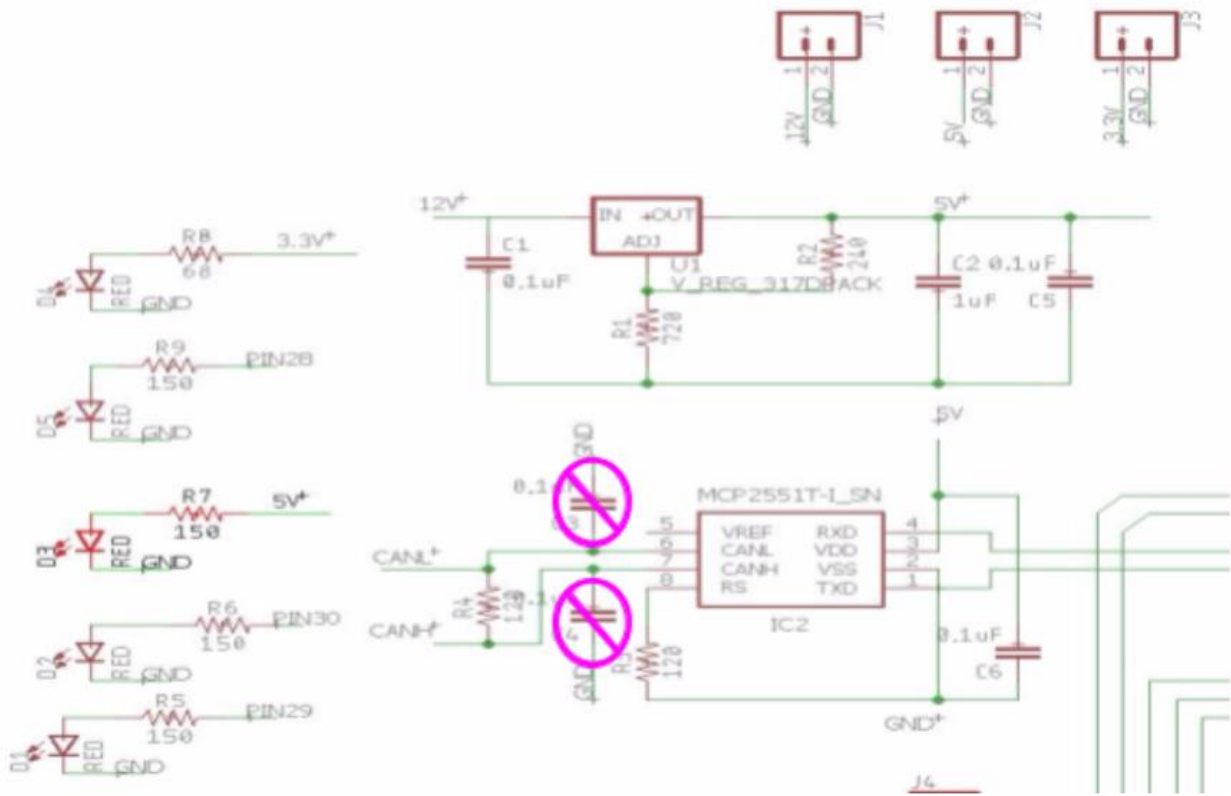 J1
J2
J3
+
+
+
1
2
1
2
1
2
12V
GND
5V
GND
3.3V
GND
12V
IN
OUT
5V
ADJ
C1
0.1uF
U1
V_REG_317DPACK
R2
240
R1
720
C2
1uF
0.1uF
C5
R8
68
3.3V
D4
RED
GND
R9
150
PIN28
D5
RED
GND
R7
150
5V
D3
RED
GND
R6
150
PIN30
D2
RED
GND
R5
150
PIN29
D1
RED
GND
5V
GND
MCP2551T-I_SN
5
VREF
RXD
4
6
CANL
VDD
3
7
CANH
VSS
2
8
RS
TXD
1
IC2
CANL
CANH
R4
GND
120
0.1uF
C6
GND
J4